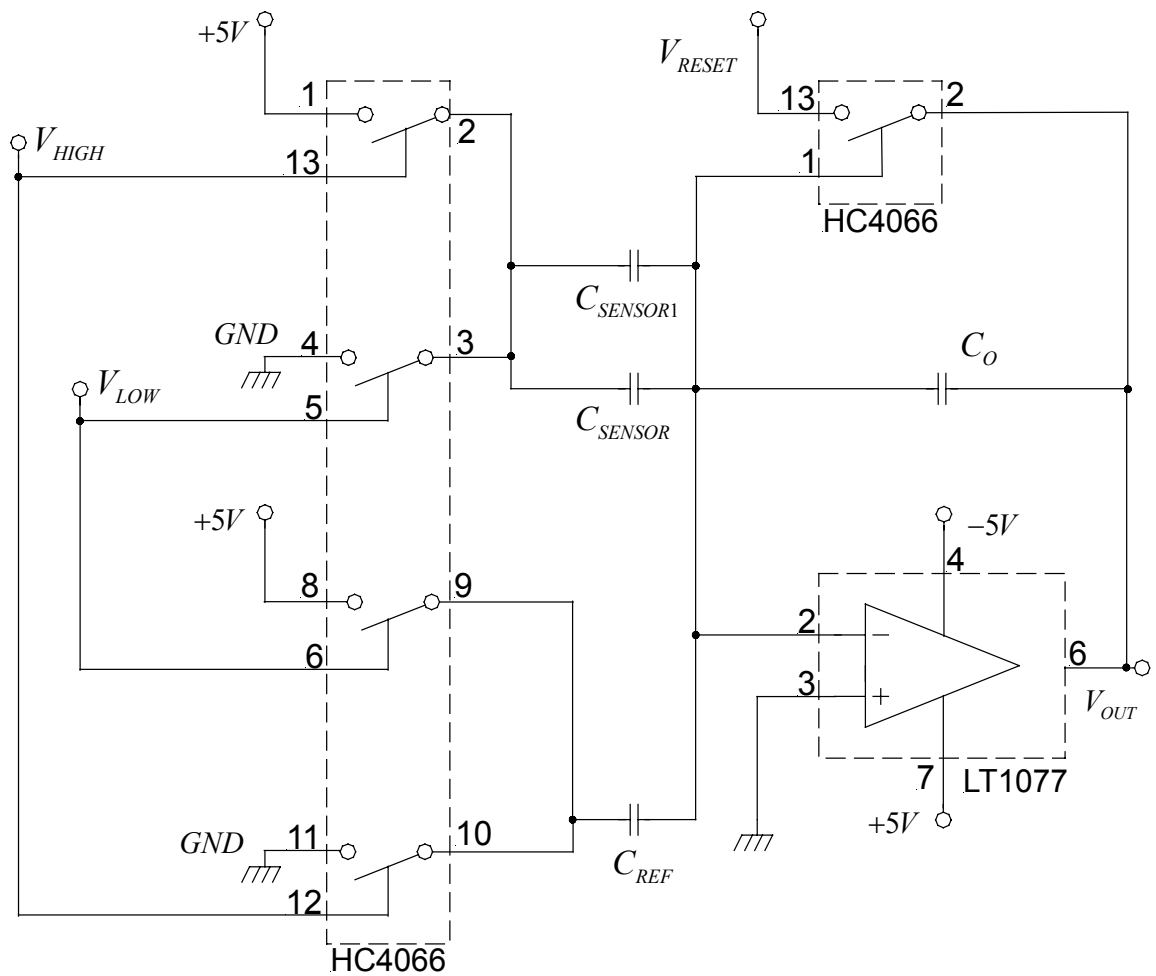 +5V
V_RESET
1
2
13
2
V_HIGH
13
1
HC4066
C_SENSOR1
GND
4
3
C_O
V_LOW
5
C_SENSOR
+5V
−5V
8
9
4
6
2
−
3
+
6
V_OUT
7
LT1077
+5V
GND
11
10
C_REF
12
HC4066